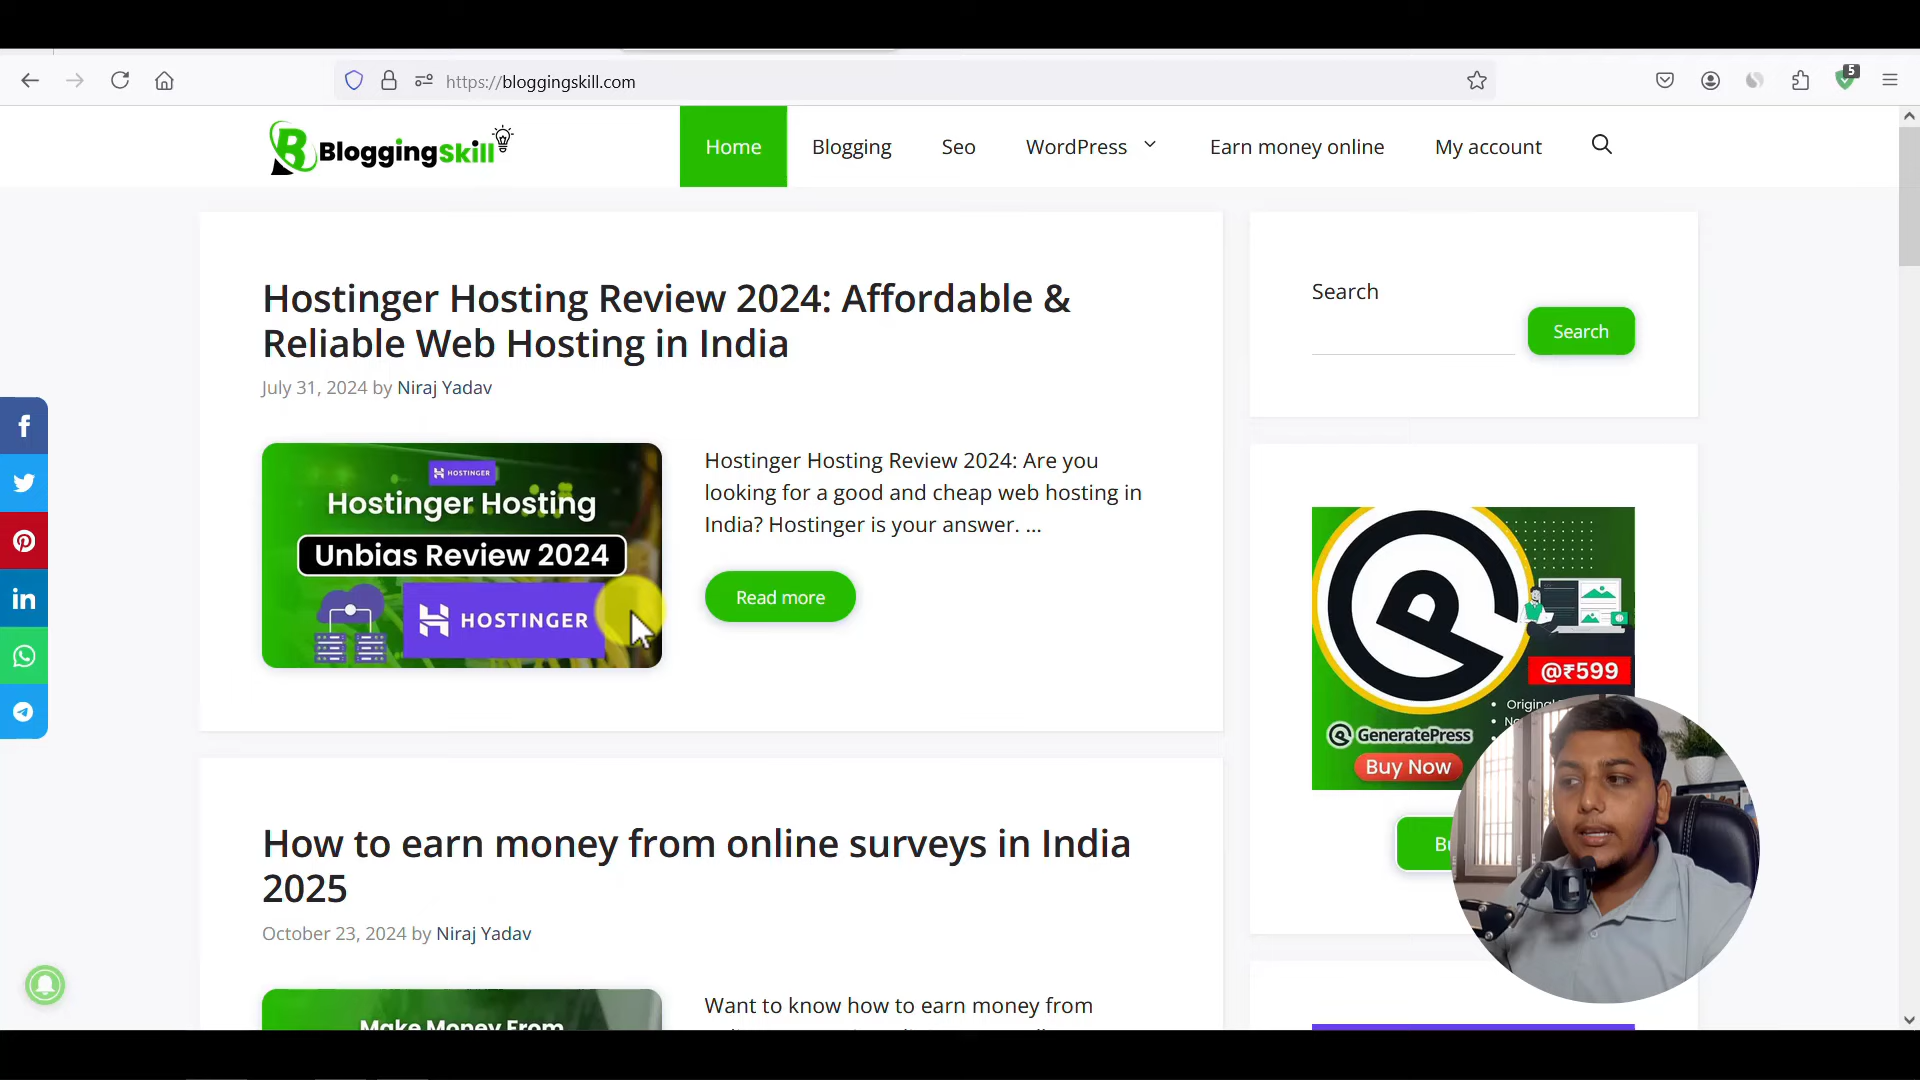 5
https://bloggingskill.com
BloggingSkill
Home
Blogging
Seo
WordPress
Earn money online
My account
Hostinger Hosting Review 2024: Affordable &
Reliable Web Hosting in India
July 31, 2024 by Niraj Yadav
HOSTINGER
Hostinger Hosting
Unbias Review 2024
HOSTINGER
Hostinger Hosting Review 2024: Are you
looking for a good and cheap web hosting in
India? Hostinger is your answer. ...
Read more
How to earn money from online surveys in India
2025
October 23, 2024 by Niraj Yadav
Make Money From
Want to know how to earn money from
Search
Search
@₹599
GeneratePress
Buy Now